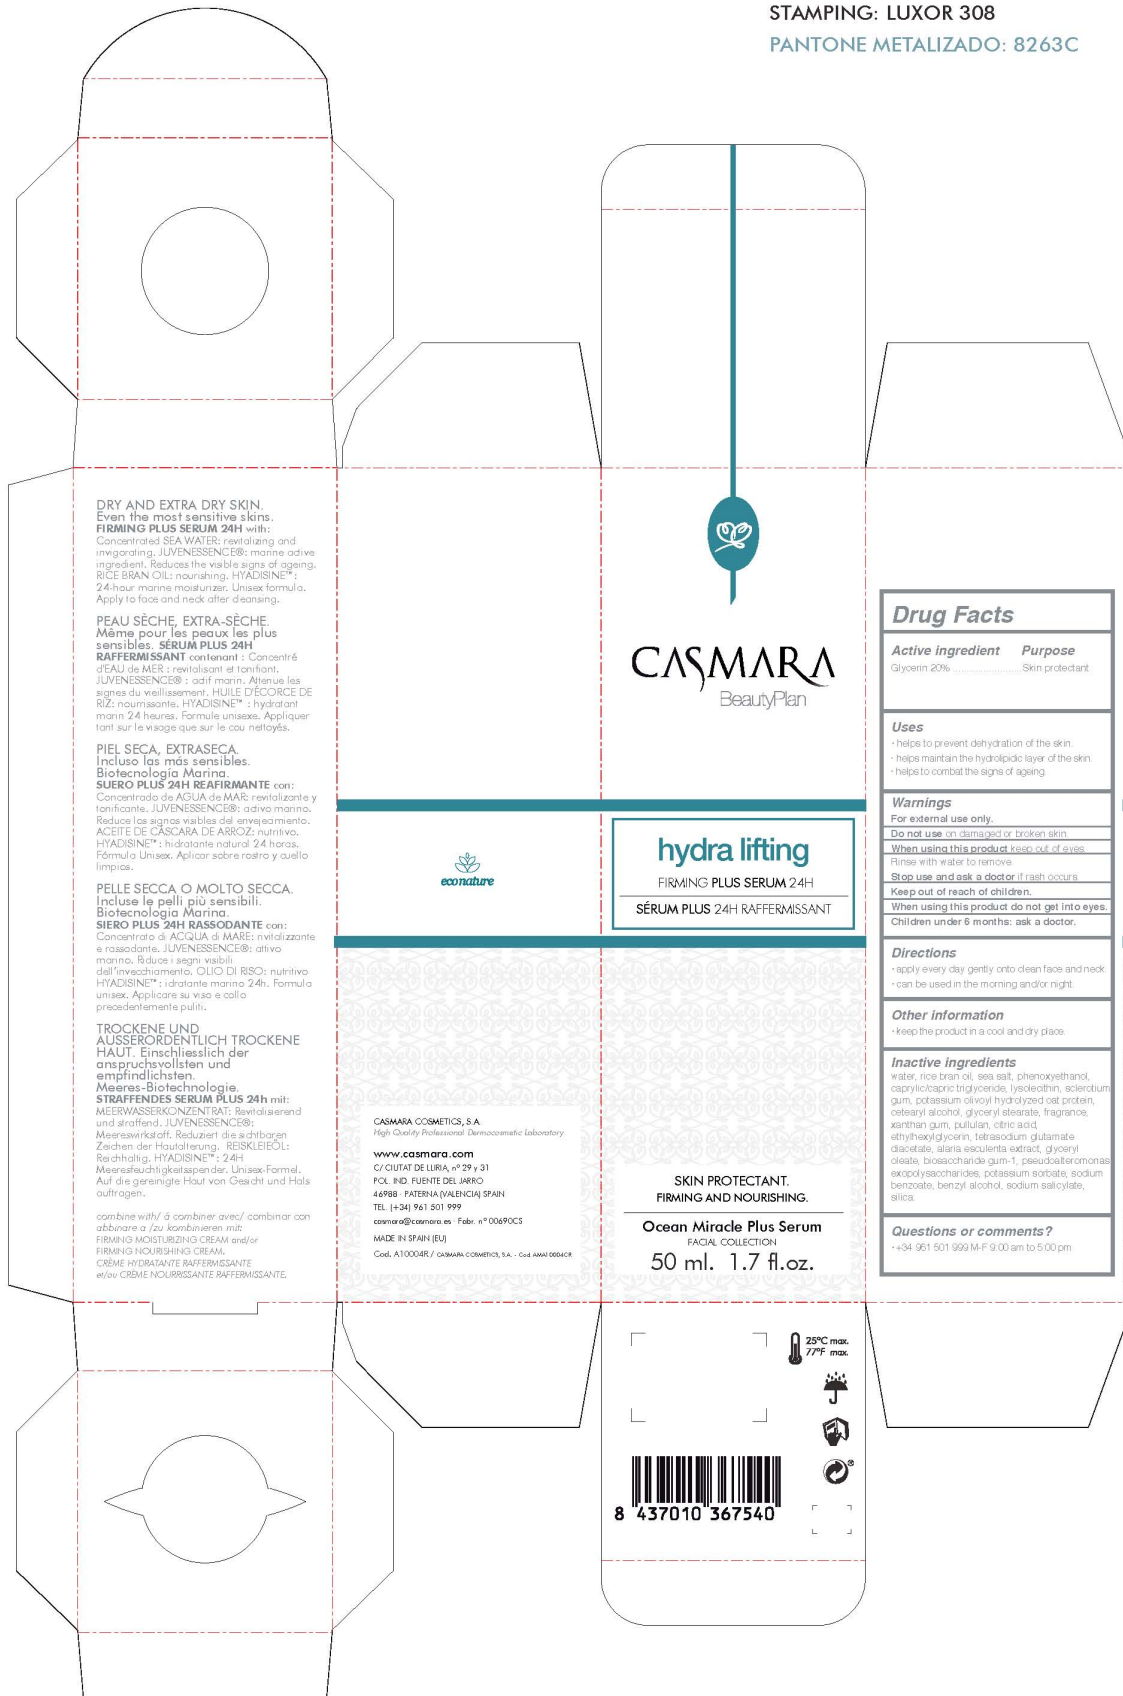 STAMPING: LUXOR 308
PANTONE METALIZADO: 8263C
DRY AND EXTRA DRY SKIN.
Even the most sensitive skins.
FIRMING PLUS SERUM 24H with:
Concentrated SEA WATER: revitalizing and
invigorating. JUVENESSENCE®: marine active
ingredient. Reduces the visible signs of ageing.
RICE BRAN OIL: nourishing. HYADISINE™:
24-hour marine moisturizer. Unisex formula.
Apply to face and neck after cleansing.
PEAU SÈCHE, EXTRA-SÈCHE.
Même pour les peaux les plus
sensibles. SÉRUM PLUS 24H
RAFFERMISSANT contenant : Concentré
d'EAU de MER : revitalisant et tonifiant.
JUVENESSENCE® : actif marin. Attenue les
signes du vieillissement. HUILE D'ÉCORCE DE
RIZ: nourrissante. HYADISINE™ : hydratant
marin 24 heures. Formule unisexe. Appliquer
tant sur le visage que sur le cou nettoyés.
PIEL SECA, EXTRASECA.
Incluso las más sensibles.
Biotecnología Marina.
SUERO PLUS 24H REAFIRMANTE con:
Concentrado de AGUA de MAR: revitalizante y
tonificante. JUVENESSENCE®: activo marino.
Reduce los signos visibles del envejecimiento.
ACEITE DE CÁSCARA DE ARROZ: nutritivo.
HYADISINE™: hidratante natural 24 horas.
Fórmula Unisex. Aplicar sobre rostro y cuello
limpios.
PELLE SECCA O MOLTO SECCA.
Incluse le pelli più sensibili.
Biotecnologia Marina.
SIERO PLUS 24H RASSODANTE con:
Concentrato di ACQUA di MARE: rivitalizzante
e rassodante. JUVENESSENCE®: attivo
marino. Riduce i segni visibili
dell'invecchiamento. OLIO DI RISO: nutritivo
HYADISINE™: idratante marino 24h. Formula
unisex. Applicare su viso e collo
precedentemente puliti.
TROCKENE UND
AUSSERORDENTLICH TROCKENE
HAUT. Einschliesslich der
anspruchsvollsten und
empfindlichsten.
Meeres-Biotechnologie.
STRAFFENDES SERUM PLUS 24h mit:
MEERWASSERKONZENTRAT: Revitalisierend
und straffend. JUVENESSENCE®:
Meereswirkstoff. Reduziert die sichtbaren
Zeichen der Hautalterung. REISKLEIEÖL:
Reichhaltig. HYADISINE™: 24H
Meeresfeuchtigkeitsspender. Unisex-Formel.
Auf die gereinigte Haut von Gesicht und Hals
auftragen.
combine with/ à combiner avec/ combinar con
abbinare a /zu kombinieren mit:
FIRMING MOISTURIZING CREAM and/or
FIRMING NOURISHING CREAM.
CRÈME HYDRATANTE RAFFERMISSANTE
et/ou CRÈME NOURRISSANTE RAFFERMISSANTE.
eco nature
CASMARA COSMETICS, S.A.
High Quality Professional Dermocosmetic Laboratory
www.casmara.com
C/ CIUTAT DE LLIRIA, nº 29 y 31
POL. IND. FUENTE DEL JARRO
46988 · PATERNA (VALENCIA) SPAIN
TEL. (+34) 961 501 999
casmara@casmara.es · Fabr. nº 00690CS
MADE IN SPAIN (EU)
Cod. A10004R / CASMARA COSMETICS, S.A. - Cod. AMAI 0004CR
CASMARA
BeautyPlan
hydra lifting
FIRMING PLUS SERUM 24H
SÉRUM PLUS 24H RAFFERMISSANT
SKIN PROTECTANT.
FIRMING AND NOURISHING.
Ocean Miracle Plus Serum
FACIAL COLLECTION
50 ml. 1.7 fl.oz.
25ºC max.
77ºF max.
8 437010 367540
Drug Facts
Active ingredient Purpose
Glycerin 20% ........................ Skin protectant
Uses
· helps to prevent dehydration of the skin.
· helps maintain the hydrolipidic layer of the skin.
· helps to combat the signs of ageing.
Warnings
For external use only.
Do not use on damaged or broken skin.
When using this product keep out of eyes.
Rinse with water to remove.
Stop use and ask a doctor if rash occurs.
Keep out of reach of children.
When using this product do not get into eyes.
Children under 6 months: ask a doctor.
Directions
· apply every day gently onto clean face and neck
· can be used in the morning and/or night.
Other information
· keep the product in a cool and dry place.
Inactive ingredients
water, rice bran oil, sea salt, phenoxyethanol,
caprylic/capric triglyceride, lysolecithin, sclerotium
gum, potassium olivoyl hydrolyzed oat protein,
cetearyl alcohol, glyceryl stearate, fragrance,
xanthan gum, pullulan, citric acid,
ethylhexylglycerin, tetrasodium glutamate
diacetate, alaria esculenta extract, glyceryl
oleate, biosaccharide gum-1, pseudoalteromonas
exopolysaccharides, potassium sorbate, sodium
benzoate, benzyl alcohol, sodium salicylate,
silica.
Questions or comments?
· +34 961 501 999 M-F 9:00 am to 5:00 pm